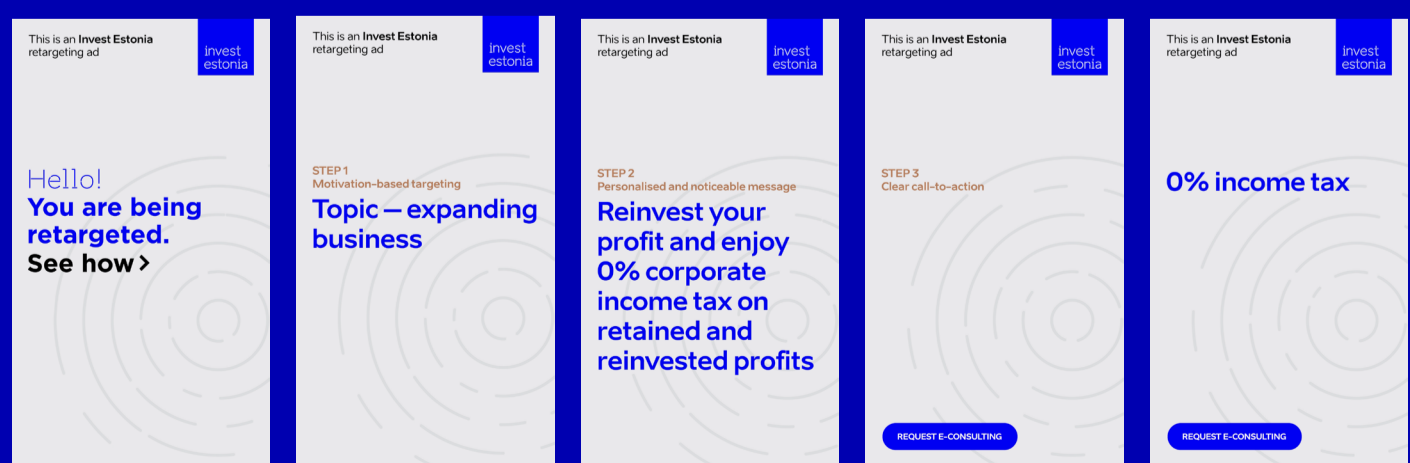 This is an Invest Estonia
retargeting ad
invest
estonia
Hello!
You are being
retargeted.
See how >
This is an Invest Estonia
retargeting ad
invest
estonia
STEP 1
Motivation-based targeting
Topic — expanding
business
This is an Invest Estonia
retargeting ad
invest
estonia
STEP 2
Personalised and noticeable message
Reinvest your
profit and enjoy
0% corporate
income tax on
retained and
reinvested profits
This is an Invest Estonia
retargeting ad
invest
estonia
STEP 3
Clear call-to-action
REQUEST E-CONSULTING
This is an Invest Estonia
retargeting ad
invest
estonia
0% income tax
REQUEST E-CONSULTING